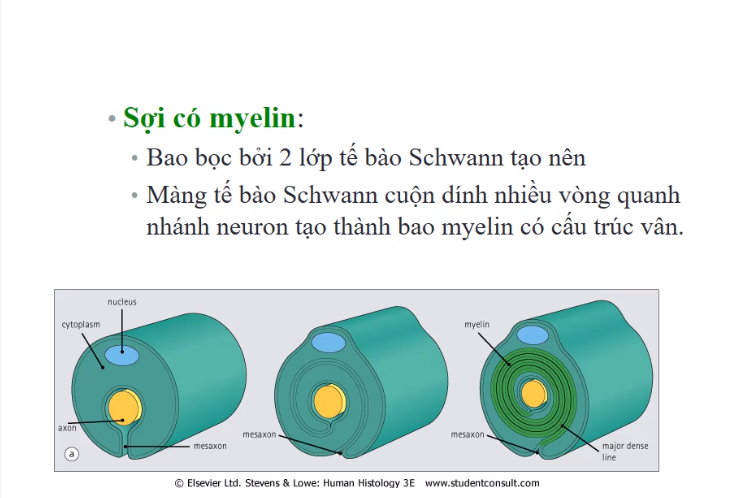 • Sợi có myelin:
• Bao bọc bởi 2 lớp tế bào Schwann tạo nên
• Màng tế bào Schwann cuộn dính nhiều vòng quanh
nhánh neuron tạo thành bao myelin có cấu trúc vân.
nucleus
cytoplasm
axon
mesaxon
a
mesaxon
myelin
mesaxon
major dense
line
© Elsevier Ltd. Stevens & Lowe: Human Histology 3E www.studentconsult.com